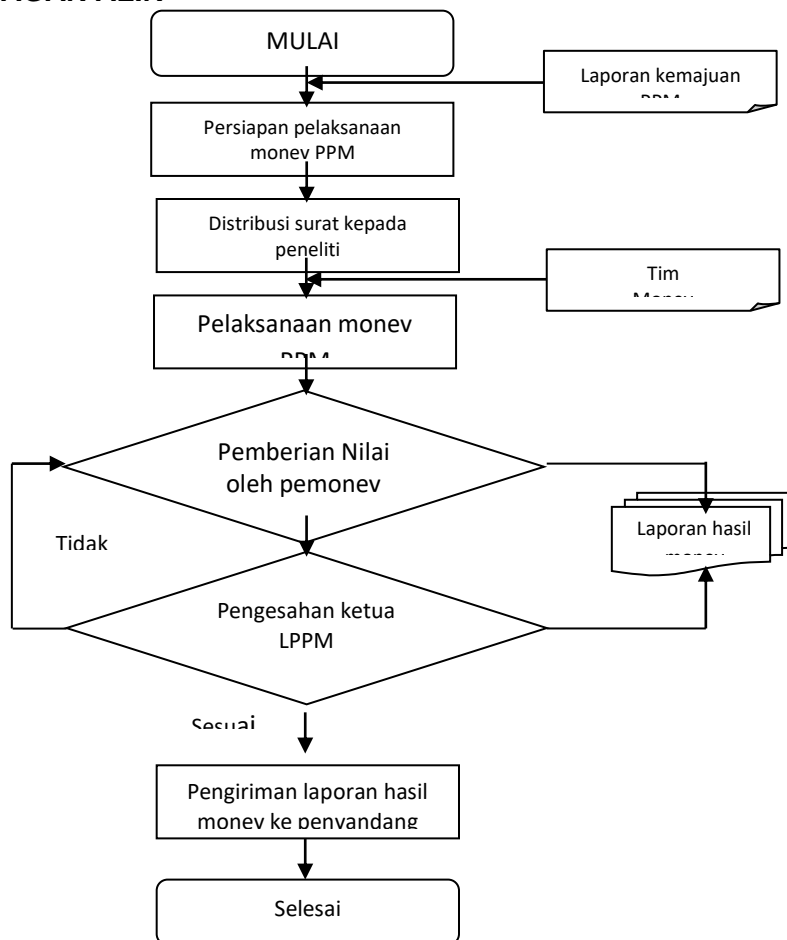 MULAI
Laporan kemajuan
Persiapan pelaksanaan
monev PPM
Distribusi surat kepada
peneliti
Tim
Pelaksanaan monev
Pemberian Nilai
oleh pemonev
Laporan hasil
Tidak
Pengesahan ketua
LPPM
Sesuai
Pengiriman laporan hasil
monev ke penyandang
Selesai